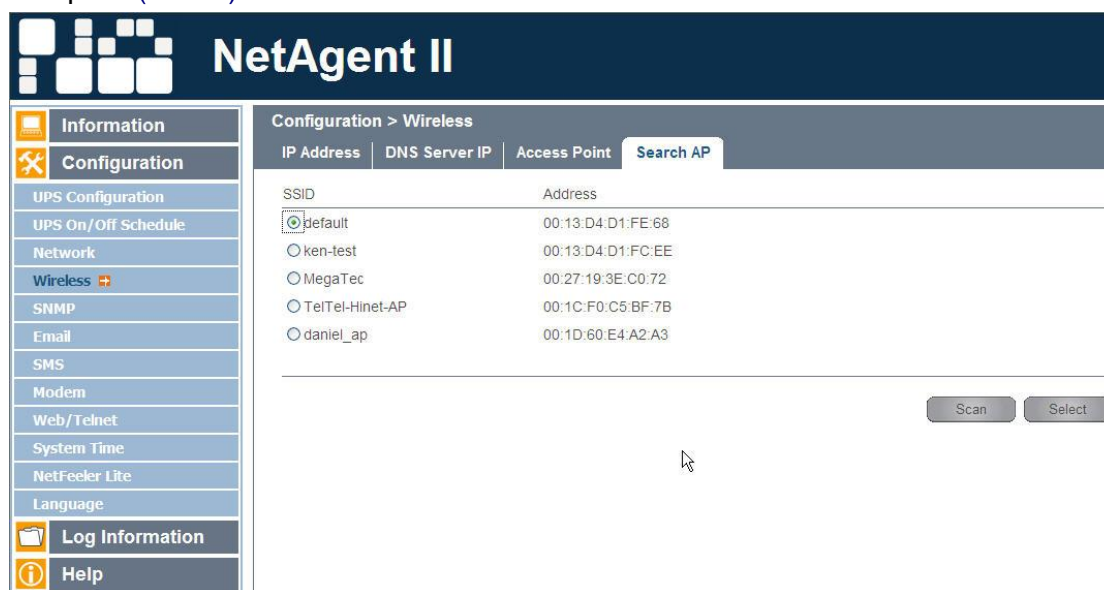 NetAgent II
Information
Configuration
UPS Configuration
UPS On/Off Schedule
Network
Wireless
SNMP
Email
SMS
Modem
Web/Telnet
System Time
NetFeeler Lite
Language
Log Information
Help
Configuration > Wireless
IP Address DNS Server IP Access Point Search AP
SSID Address
default 00:13:D4:D1:FE:68
ken-test 00:13:D4:D1:FC:EE
MegaTec 00:27:19:3E:C0:72
TelTel-Hinet-AP 00:1C:F0:C5:BF:7B
daniel_ap 00:1D:60:E4:A2:A3
Scan Select